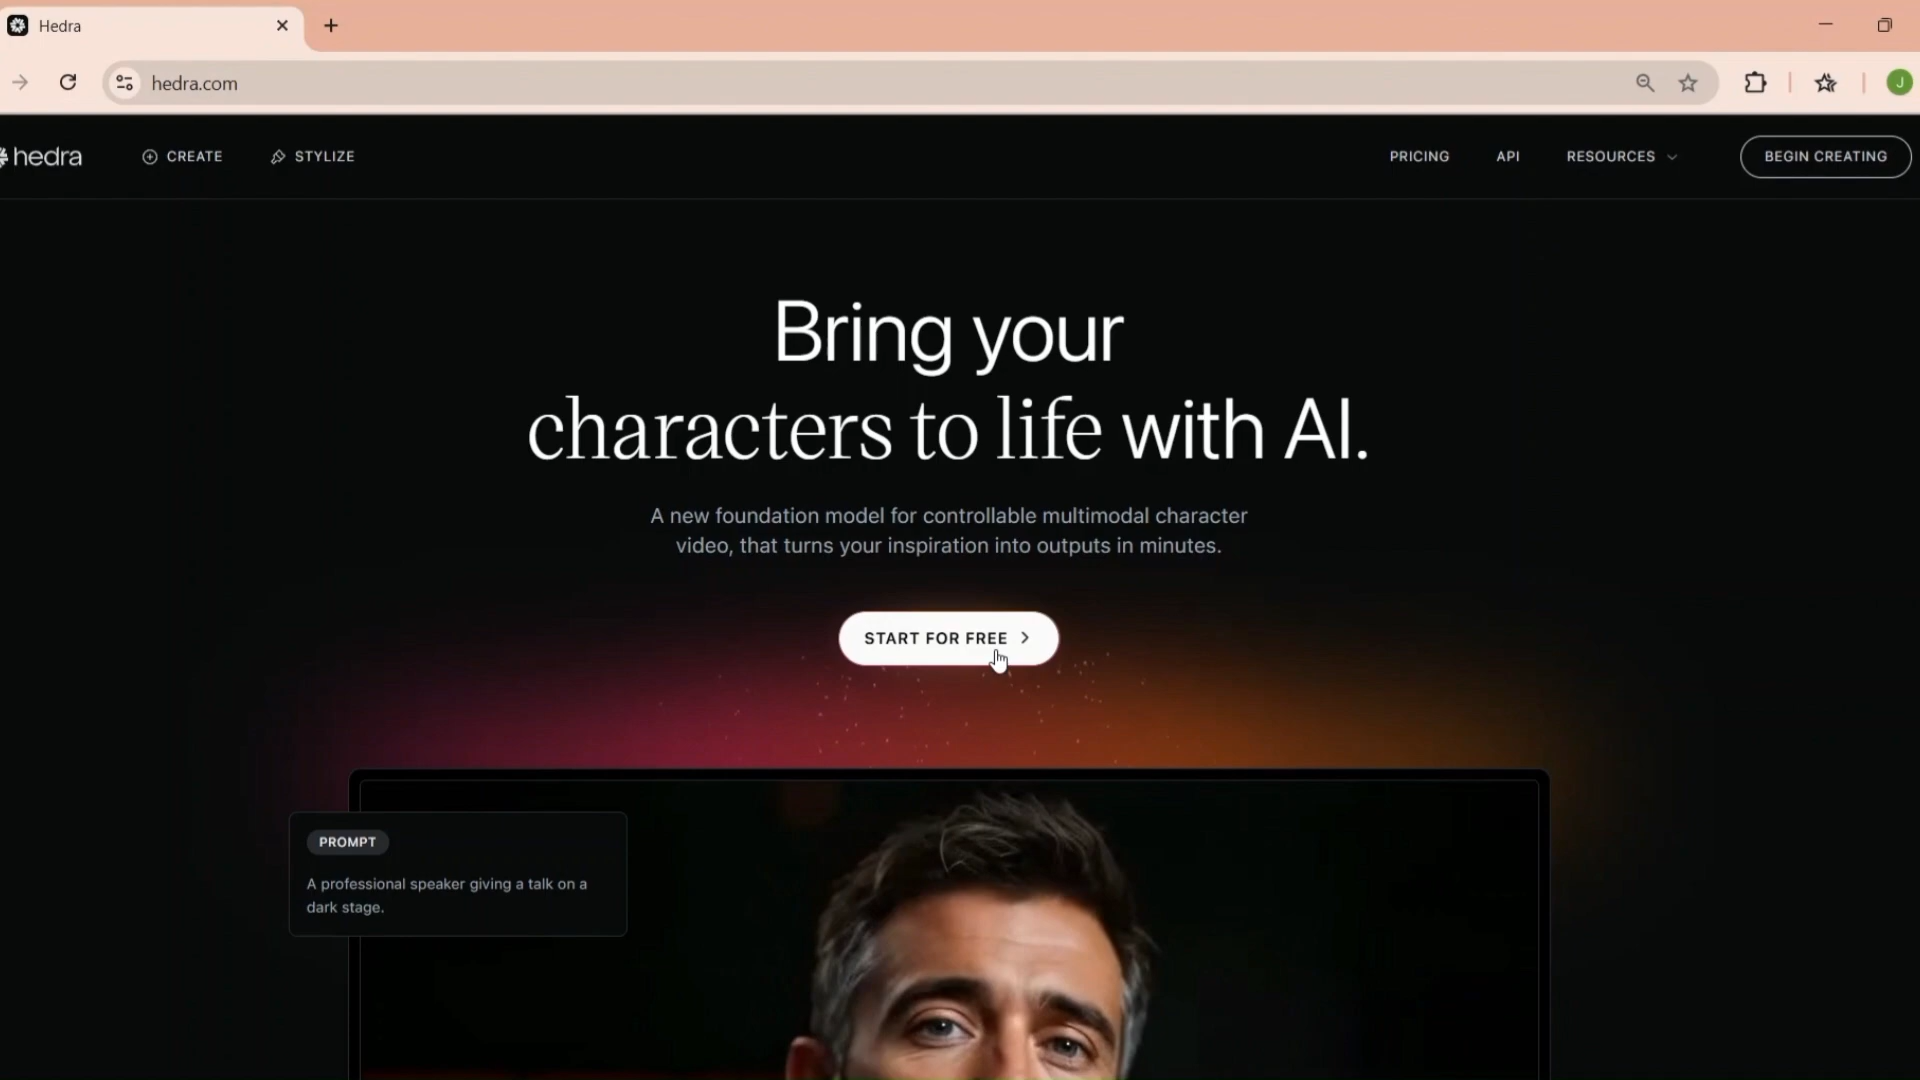 Hedra
hedra.com
J
hedra
CREATE
STYLIZE
PRICING
API
RESOURCES
BEGIN CREATING
Bring your
characters to life with AI.
A new foundation model for controllable multimodal character
video, that turns your inspiration into outputs in minutes.
START FOR FREE
PROMPT
A professional speaker giving a talk on a
dark stage.